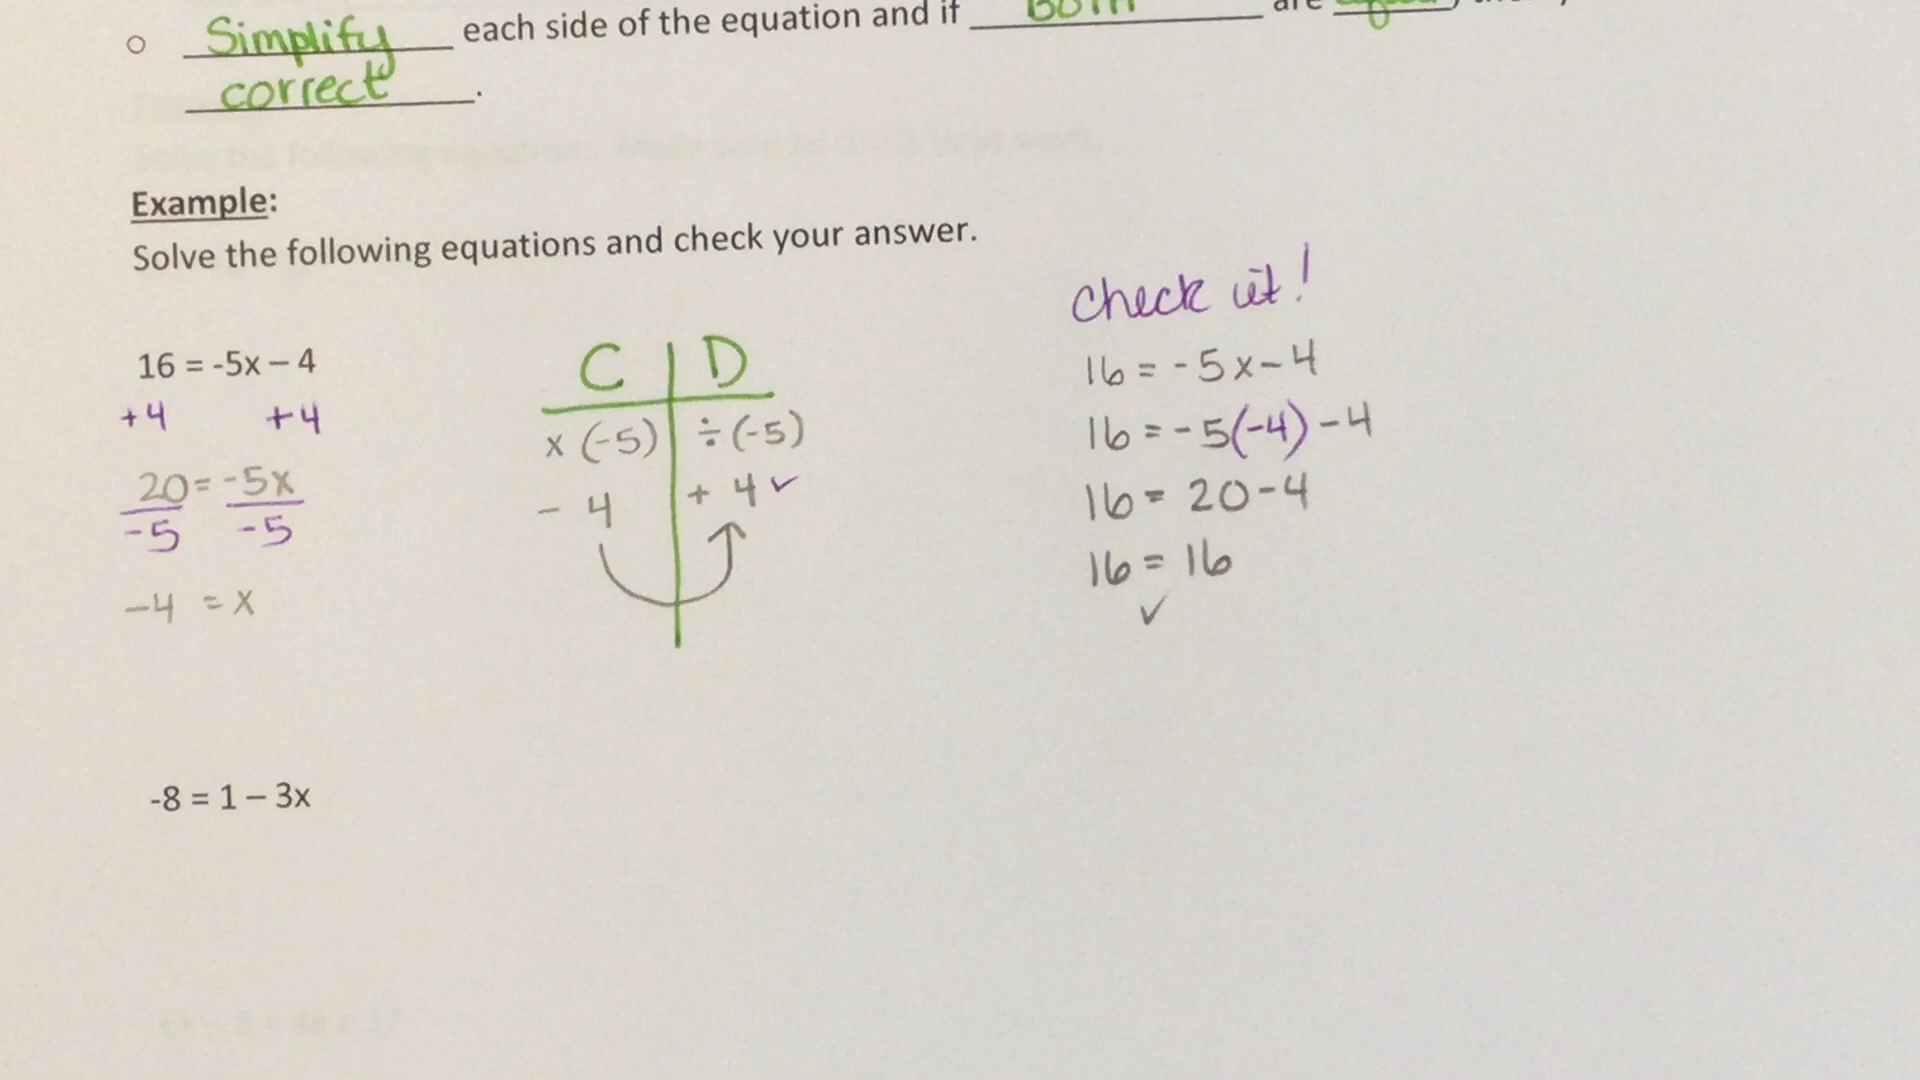 ○ Simplify each side of the equation and if BOTH are
correct.
Example:
Solve the following equations and check your answer.
check it!
16 = -5x – 4
+4 +4
20 = -5x
-5 -5
-4 = x
C D
x (-5) ÷ (-5)
- 4 + 4 ✓
16 = -5x-4
16 = -5(-4)-4
16 = 20-4
16 = 16
✓
-8 = 1 – 3x